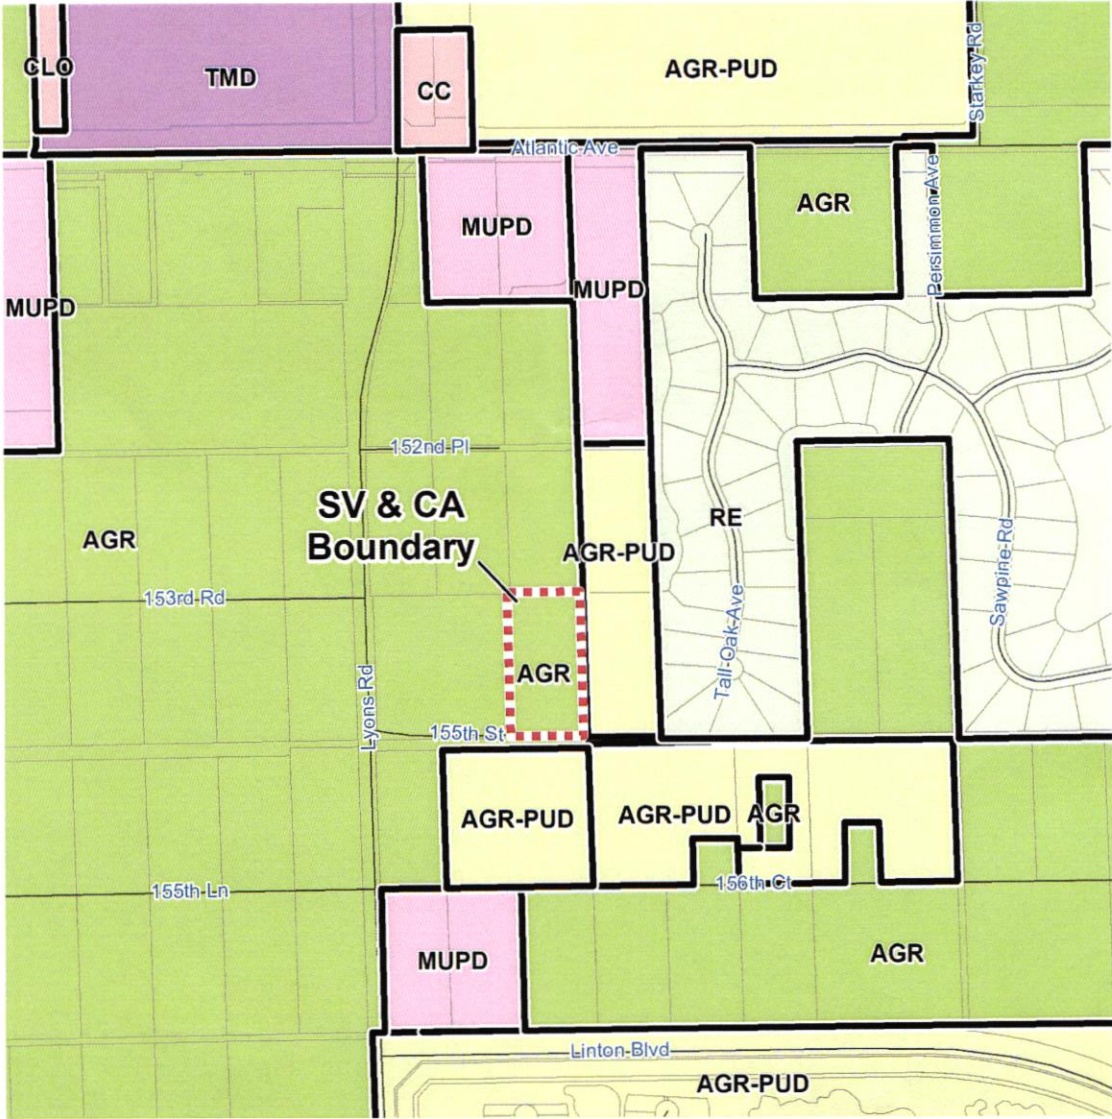 CLO
TMD
CC
AGR-PUD
Starkey Rd
Atlantic Ave
MUPD
AGR
Persimmon Ave
MUPD
MUPD
152nd Pl
SV & CA
Boundary
AGR
AGR-PUD
RE
Sawpine Rd
153rd Rd
Tall Oak Ave
AGR
Lyons Rd
155th St
AGR-PUD
AGR-PUD
AGR
155th Ln
156th Ct
MUPD
AGR
Linton Blvd
AGR-PUD